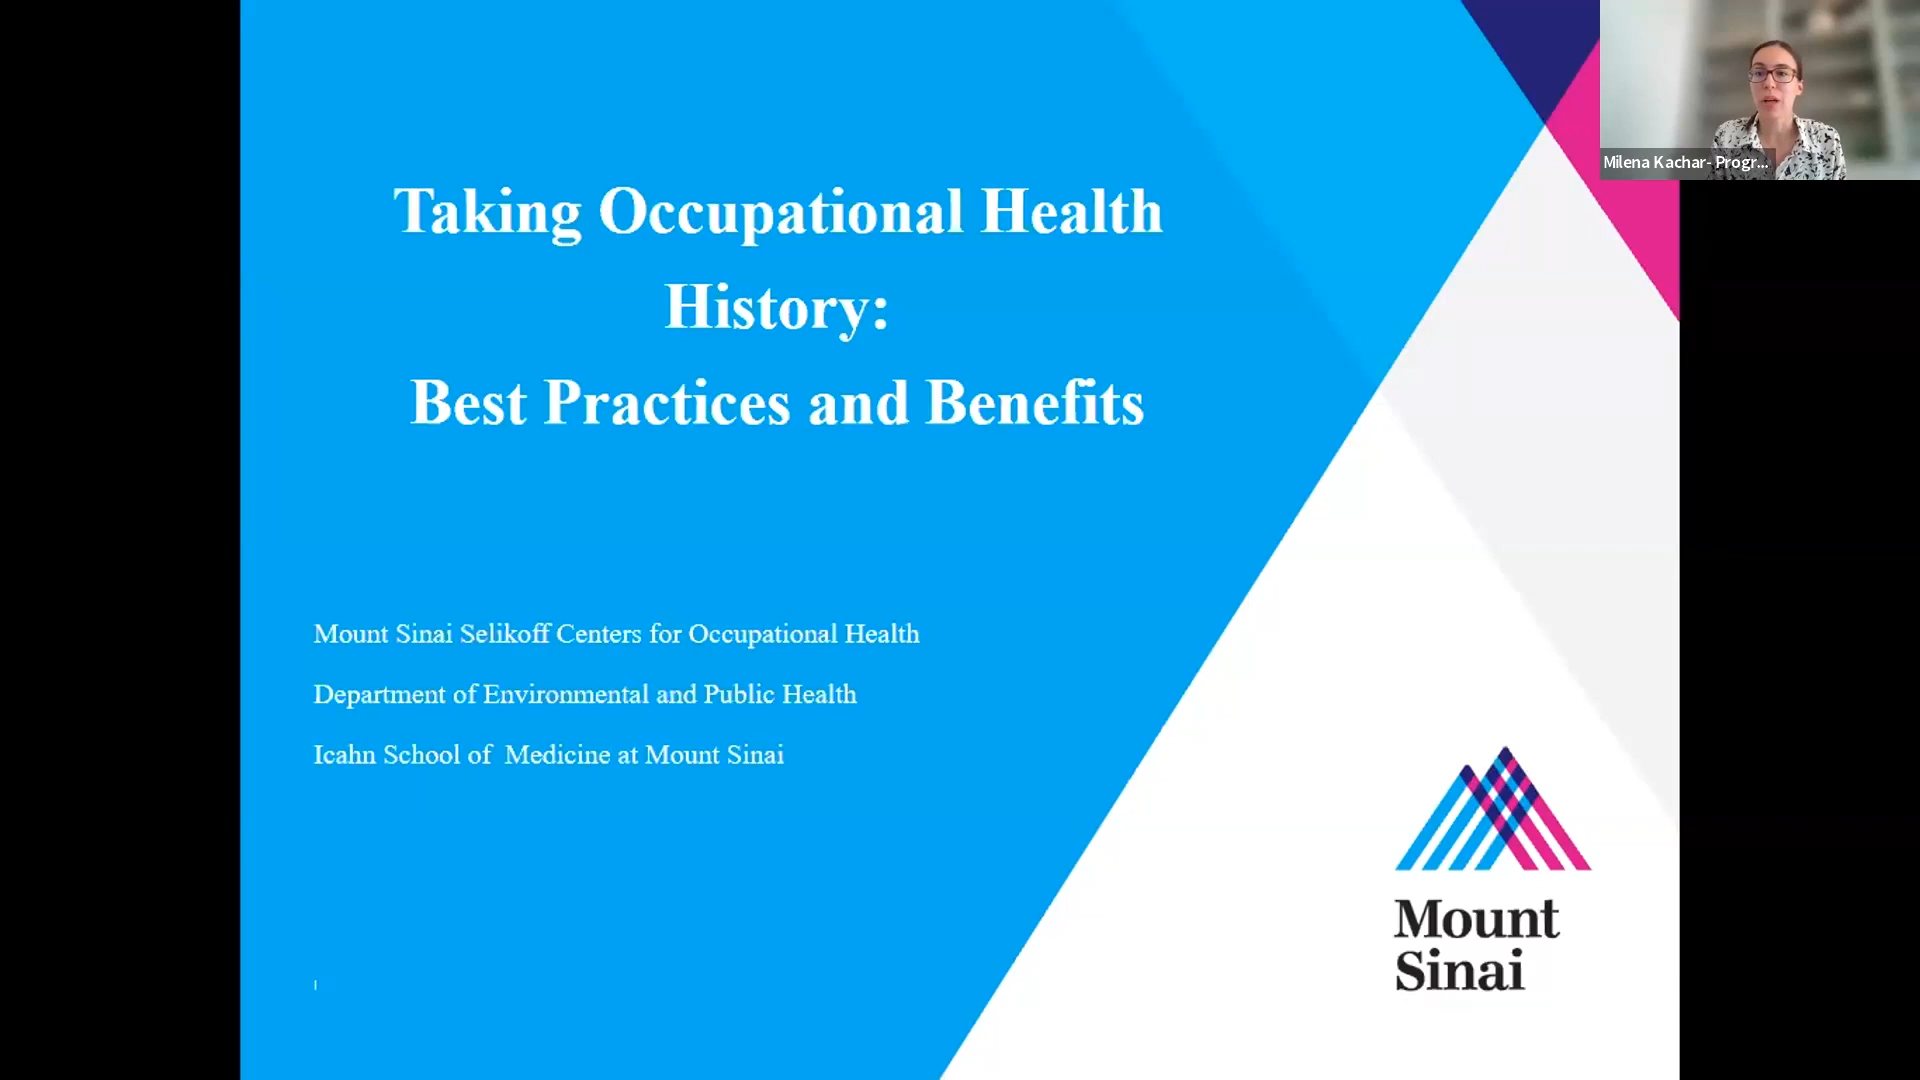 Taking Occupational Health
History:
Best Practices and Benefits
Milena Kachar- Progr...
Mount Sinai Selikoff Centers for Occupational Health
Department of Environmental and Public Health
Icahn School of Medicine at Mount Sinai
Mount
Sinai